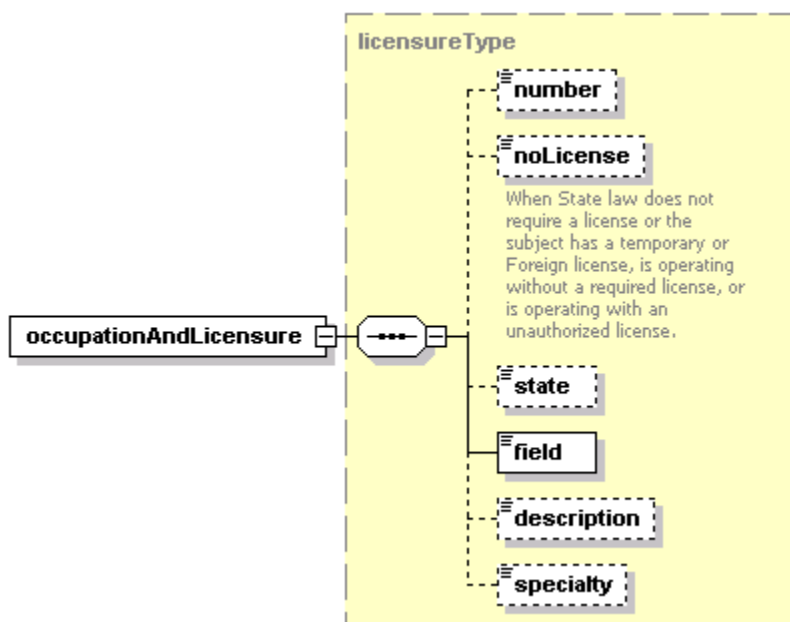 licensureType
number
noLicense
When State law does not
require a license or the
subject has a temporary or
Foreign license, is operating
without a required license, or
is operating with an
unauthorized license.
occupationAndLicensure
state
field
description
specialty